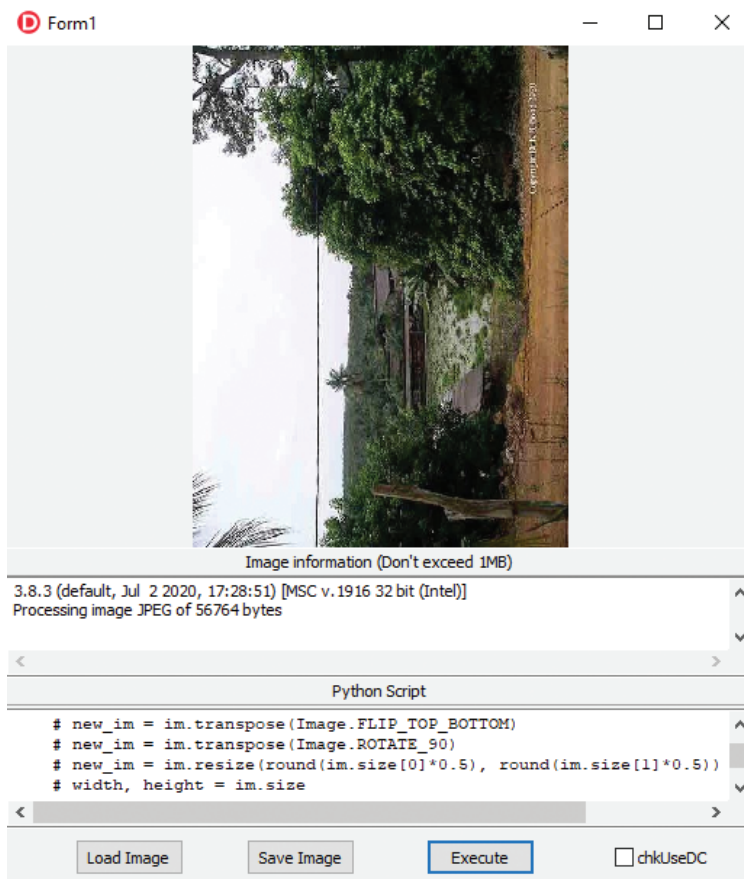 Form1
Image information (Don't exceed 1MB)
3.8.3 (default, Jul 2 2020, 17:28:51) [MSC v.1916 32 bit (Intel)]
Processing image JPEG of 56764 bytes
Python Script
# new_im = im.transpose(Image.FLIP_TOP_BOTTOM)
# new_im = im.transpose(Image.ROTATE_90)
# new_im = im.resize(round(im.size[0]*0.5), round(im.size[1]*0.5))
# width, height = im.size
Load Image
Save Image
Execute
chkUseDC